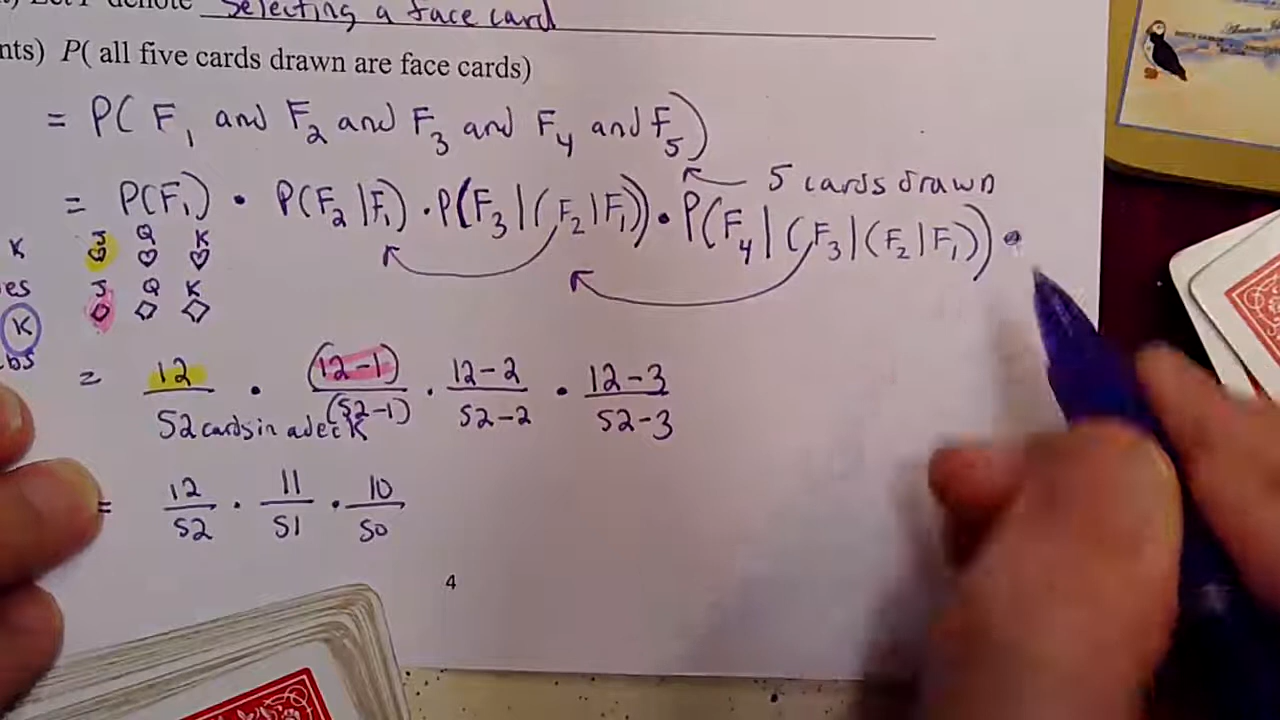 denote Selecting a face card
nts) P( all five cards drawn are face cards)
= P( F₁ and F₂ and F₃ and F₄ and F₅)
5 cards drawn
= P(F₁) · P(F₂|F₁) · P(F₃|(F₂|F₁)) · P(F₄|(F₃|(F₂|F₁)) ·
K J Q K
♡ ♡ ♡
es J Q K
K ◇ ◇ ◇
bs
= 12/52 cards in a deck · (12-1)/(52-1) · 12-2/52-2 · 12-3/52-3
= 12/52 · 11/51 · 10/50
4